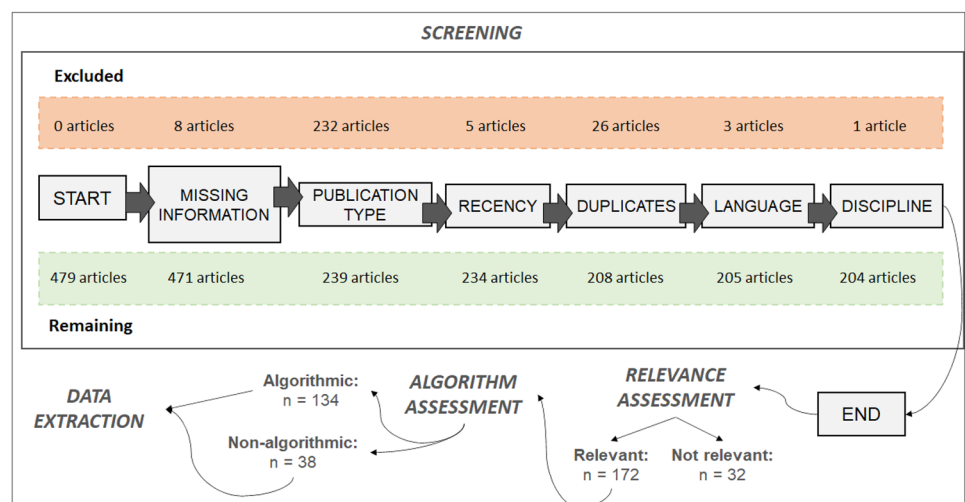 SCREENING
Excluded
0 articles 8 articles 232 articles 5 articles 26 articles 3 articles 1 article
START
MISSING
INFORMATION
PUBLICATION
TYPE
RECENCY
DUPLICATES
LANGUAGE
DISCIPLINE
479 articles 471 articles 239 articles 234 articles 208 articles 205 articles 204 articles
Remaining
DATA
EXTRACTION
Algorithmic:
n = 134
Non-algorithmic:
n = 38
ALGORITHM
ASSESSMENT
RELEVANCE
ASSESSMENT
Relevant:
n = 172
Not relevant:
n = 32
END